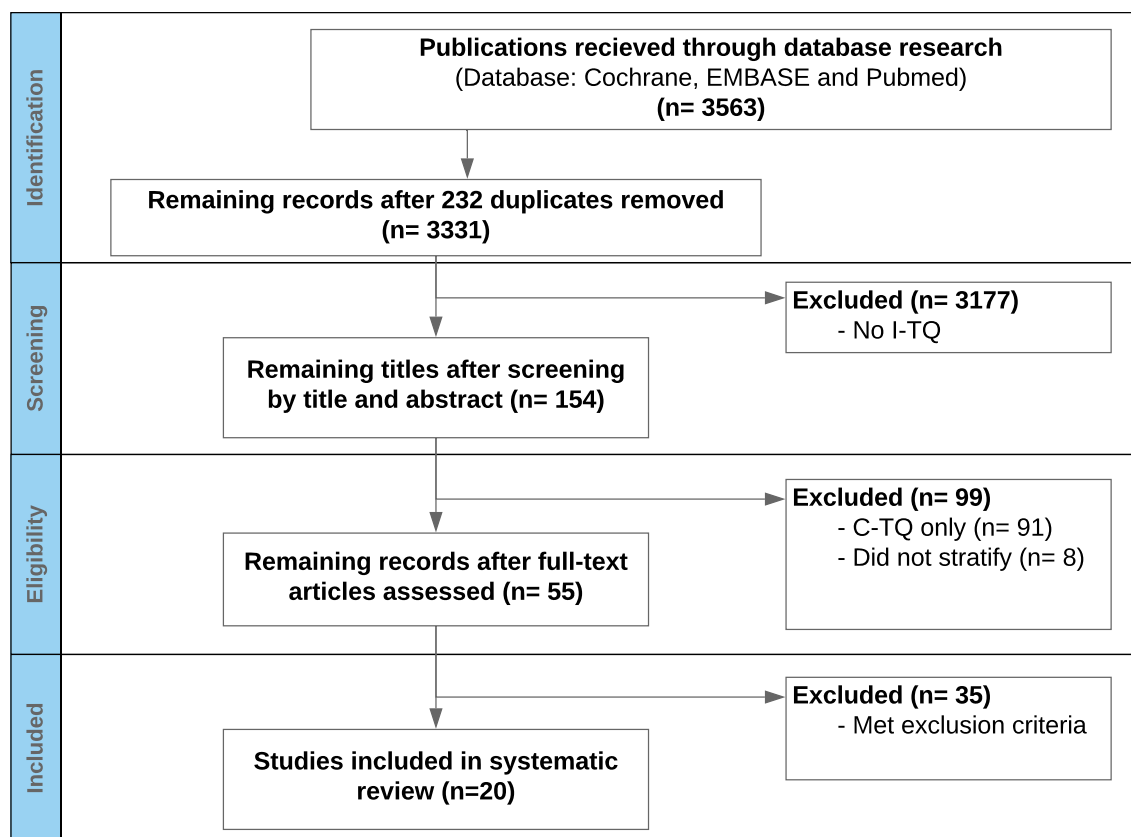 Identification
Publications recieved through database research
(Database: Cochrane, EMBASE and Pubmed)
(n= 3563)
Remaining records after 232 duplicates removed
(n= 3331)
Screening
Excluded (n= 3177)
- No I-TQ
Remaining titles after screening
by title and abstract (n= 154)
Eligibility
Excluded (n= 99)
- C-TQ only (n= 91)
- Did not stratify (n= 8)
Remaining records after full-text
articles assessed (n= 55)
Included
Excluded (n= 35)
- Met exclusion criteria
Studies included in systematic
review (n=20)